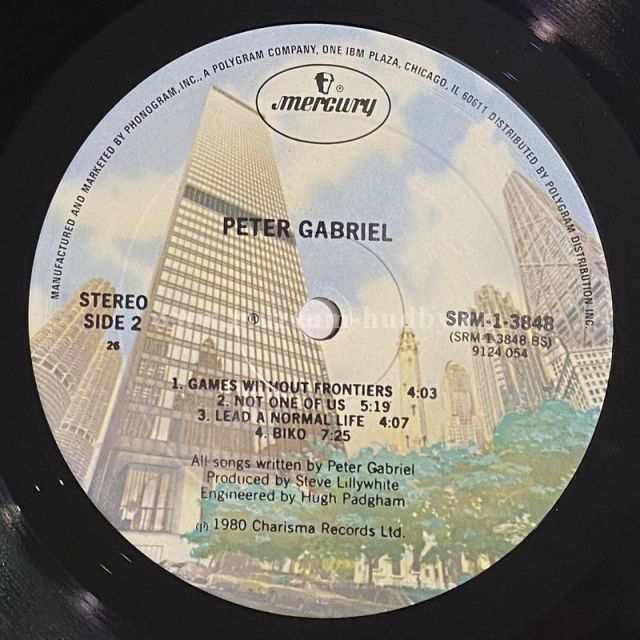 MANUFACTURED AND MARKETED BY PHONOGRAM, INC., A POLYGRAM COMPANY, ONE IBM PLAZA, CHICAGO, IL 60611 DISTRIBUTED BY POLYGRAM DISTRIBUTION INC.
®
mercury
PETER GABRIEL
STEREO
SIDE 2
26
℗
SRM-1-3848
(SRM-1-3848 BS)
9124 054
1. GAMES WITHOUT FRONTIERS 4:03
2. NOT ONE OF US 5:19
3. LEAD A NORMAL LIFE 4:07
4. BIKO 7:25
All songs written by Peter Gabriel
Produced by Steve Lillywhite
Engineered by Hugh Padgham
℗ 1980 Charisma Records Ltd.